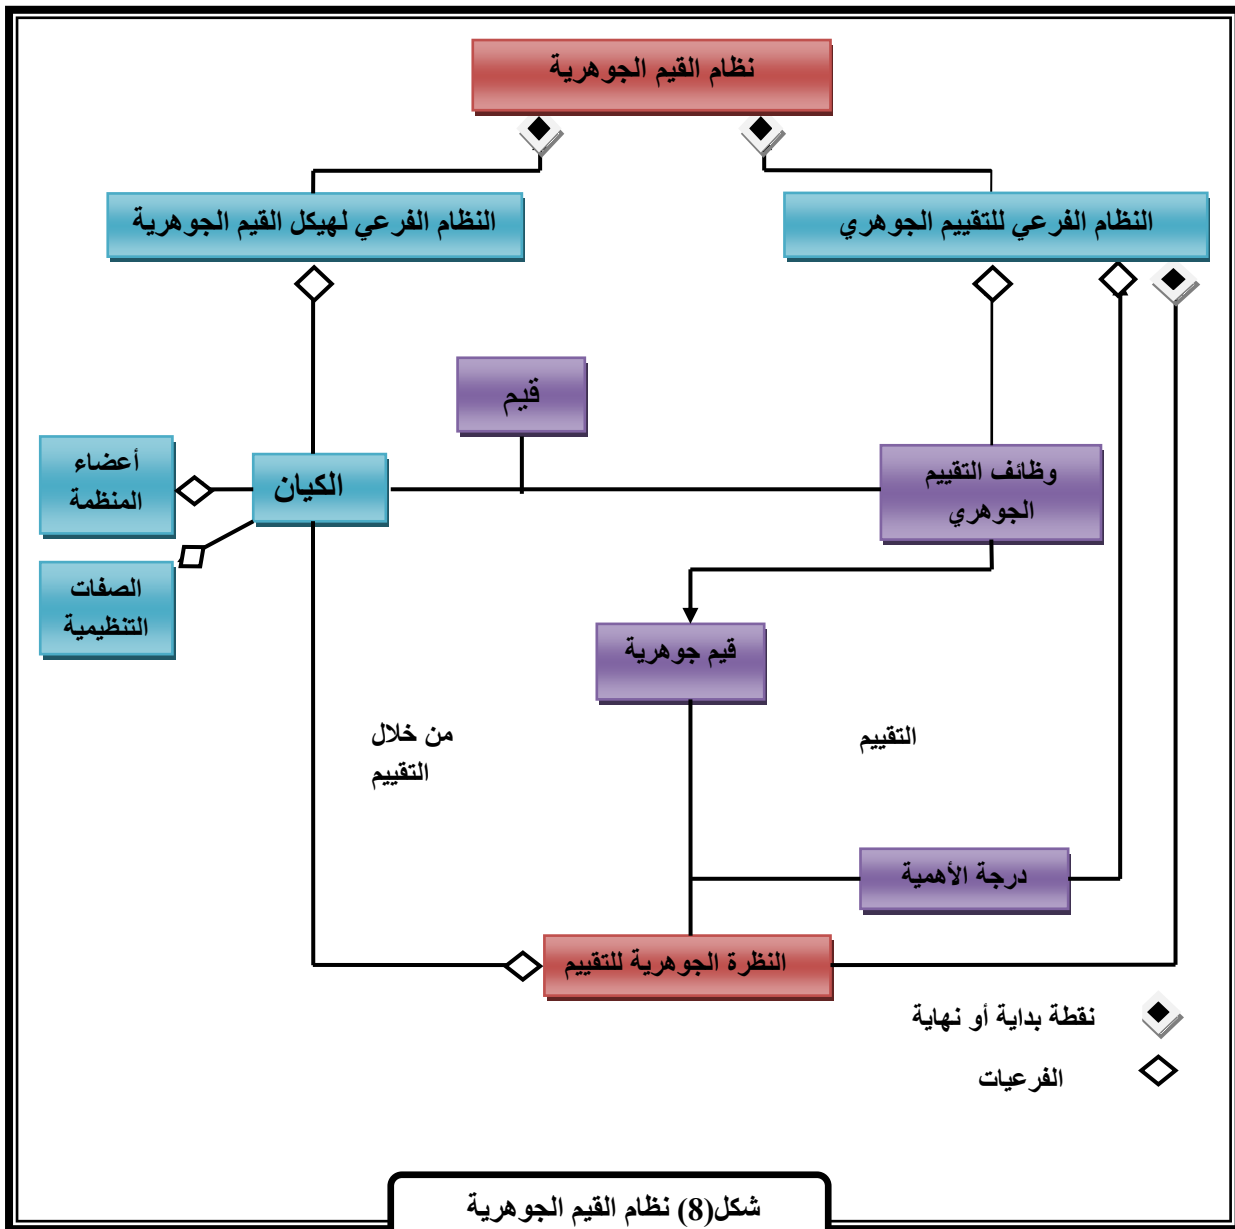 نظام القيم الجوهرية
النظام الفرعي للتقييم الجوهري
النظام الفرعي لهيكل القيم الجوهرية
قيم
وظائف التقييم
الجوهري
الكيان
أعضاء
المنظمة
الصفات
التنظيمية
قيم جوهرية
التقييم
من خلال
التقييم
درجة الأهمية
النظرة الجوهرية للتقييم
نقطة بداية أو نهاية
الفرعيات
شكل(8) نظام القيم الجوهرية